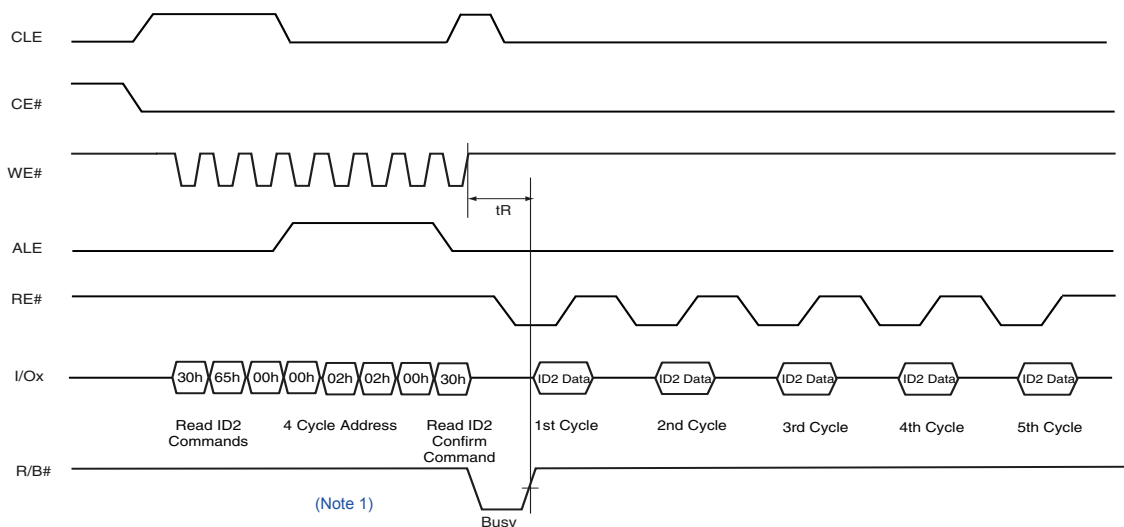 CLE
CE#
WE#
tR
ALE
RE#
I/Ox
30h 65h 00h 00h 02h 02h 00h 30h ID2 Data ID2 Data ID2 Data ID2 Data ID2 Data
Read ID2 Commands
4 Cycle Address
Read ID2 Confirm Command
1st Cycle
2nd Cycle
3rd Cycle
4th Cycle
5th Cycle
R/B#
(Note 1)
Busy